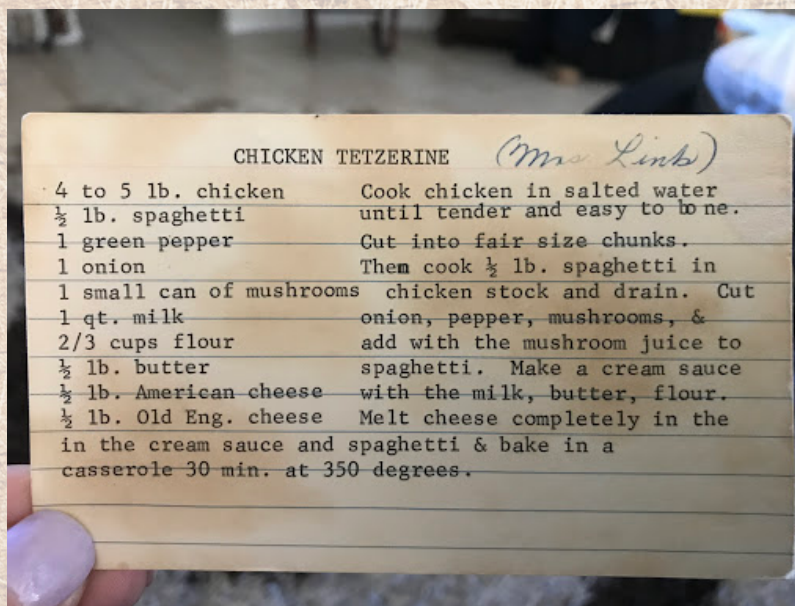 CHICKEN TETZERINE (Mrs Link)
4 to 5 lb. chicken Cook chicken in salted water
½ lb. spaghetti until tender and easy to bo ne.
1 green pepper Cut into fair size chunks.
1 onion Then cook ½ lb. spaghetti in
1 small can of mushrooms chicken stock and drain. Cut
1 qt. milk onion, pepper, mushrooms, &
2/3 cups flour add with the mushroom juice to
½ lb. butter spaghetti. Make a cream sauce
½ lb. American cheese with the milk, butter, flour.
½ lb. Old Eng. cheese Melt cheese completely in the
in the cream sauce and spaghetti & bake in a
casserole 30 min. at 350 degrees.